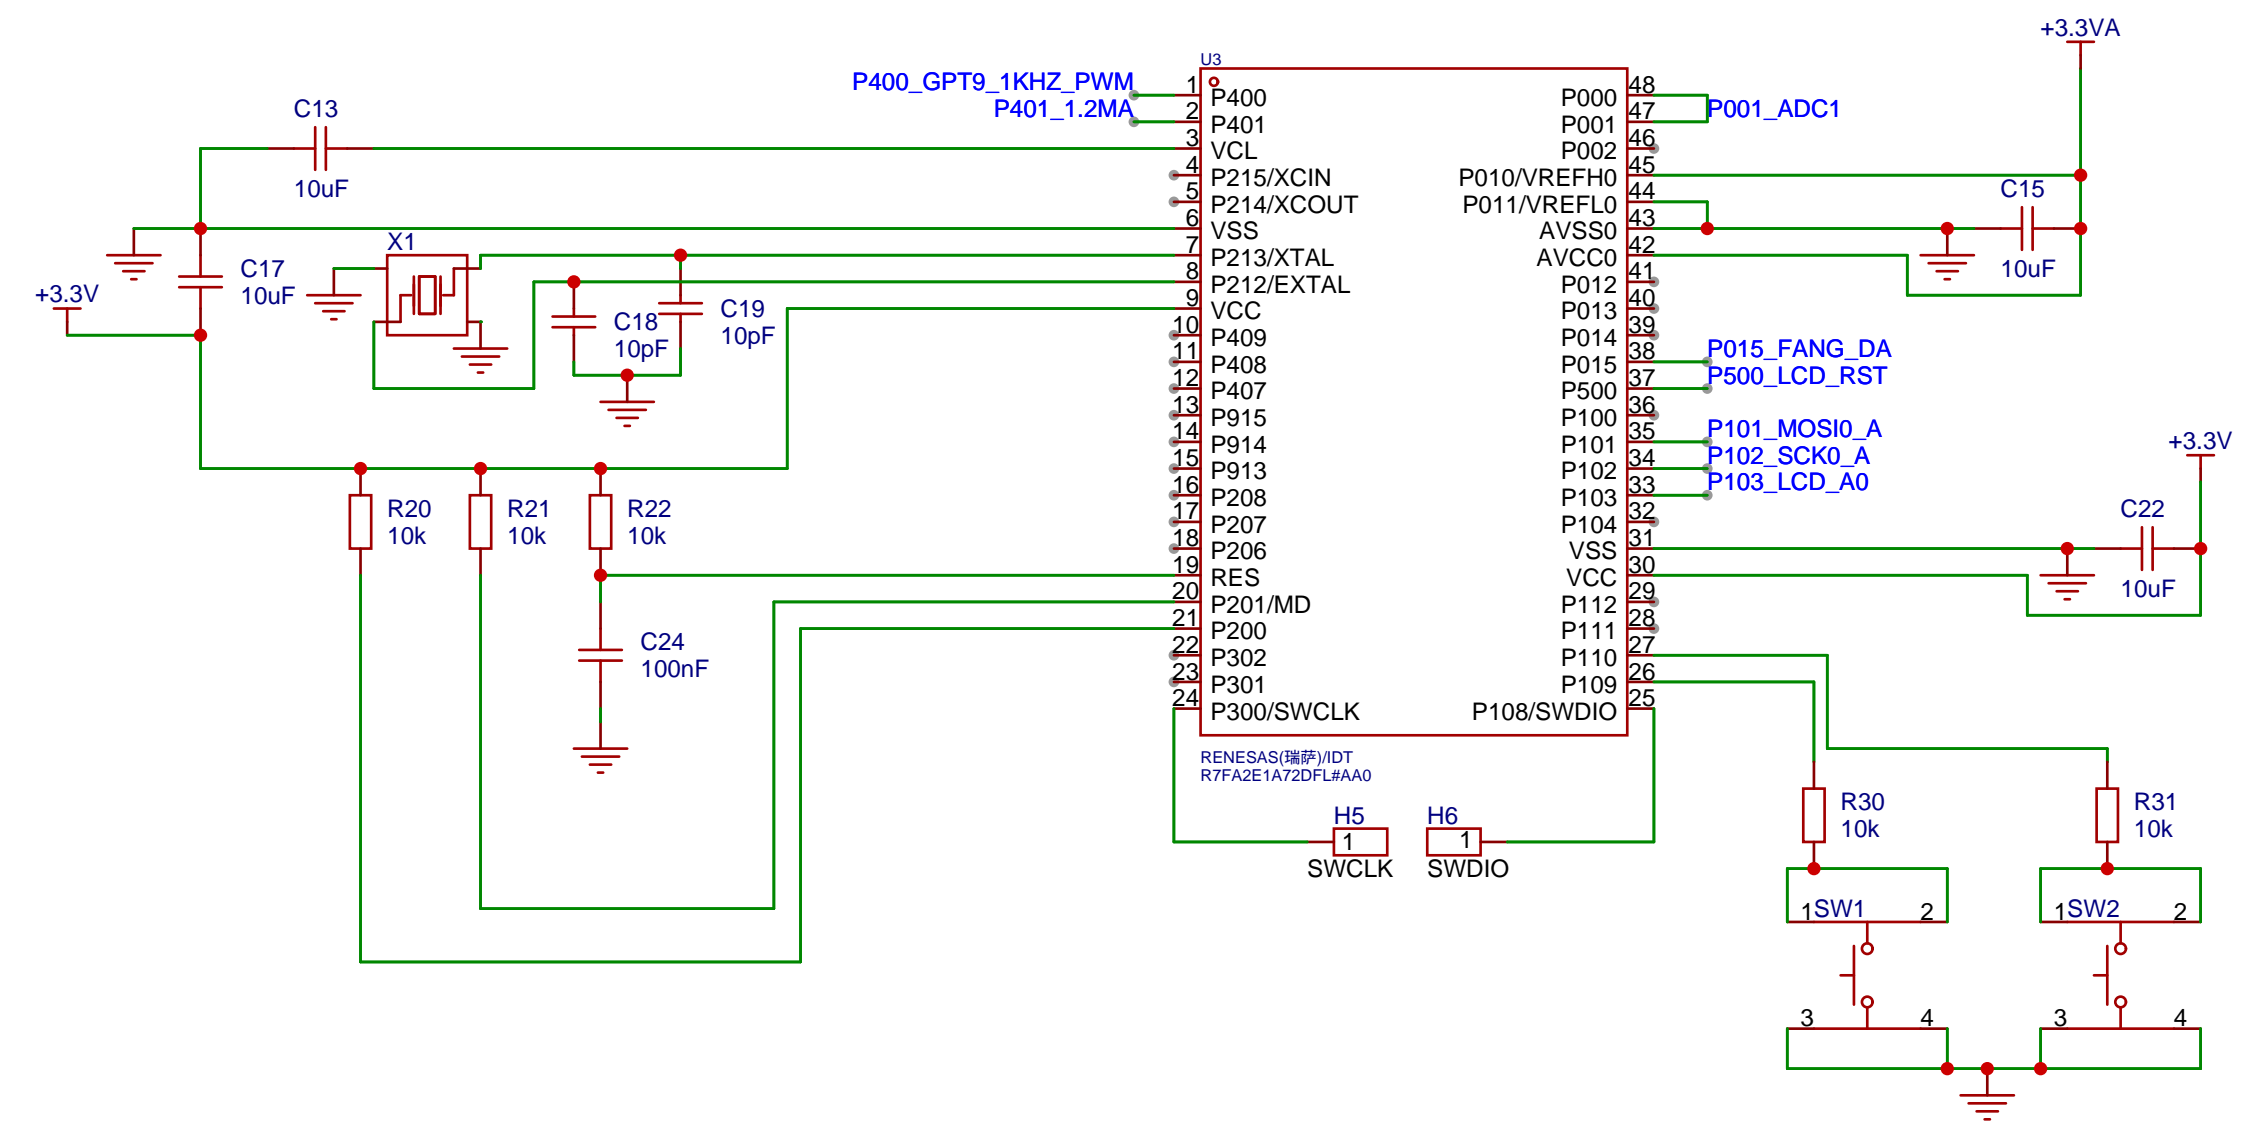 +3.3VA
U3
P400_GPT9_1KHZ_PWM
P401_1.2MA
C13
10uF
X1
C17
10uF
+3.3V
C18
10pF
C19
10pF
R20
10k
R21
10k
R22
10k
C24
100nF
1 P400
2 P401
3 VCL
4 P215/XCIN
5 P214/XCOUT
6 VSS
7 P213/XTAL
8 P212/EXTAL
9 VCC
10 P409
11 P408
12 P407
13 P915
14 P914
15 P913
16 P208
17 P207
18 P206
19 RES
20 P201/MD
21 P200
22 P302
23 P301
24 P300/SWCLK
P000 48
P001 47
P002 46
P010/VREFH0 45
P011/VREFL0 44
AVSS0 43
AVCC0 42
P012 41
P013 40
P014 39
P015 38
P500 37
P100 36
P101 35
P102 34
P103 33
P104 32
VSS 31
VCC 30
P112 29
P111 28
P110 27
P109 26
P108/SWDIO 25
RENESAS(瑞萨)/IDT
R7FA2E1A72DFL#AA0
P001_ADC1
C15
10uF
P015_FANG_DA
P500_LCD_RST
P101_MOSI0_A
P102_SCK0_A
P103_LCD_A0
+3.3V
C22
10uF
H5
1
SWCLK
H6
1
SWDIO
R30
10k
R31
10k
1 SW1 2
3 4
1 SW2 2
3 4